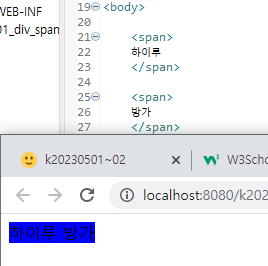 WEB-INF
01_div_span
19 <body>
20
21 <span>
22 하이루
23 </span>
24
25 <span>
26 방가
27 </span>
k20230501~02
W3Scho
localhost:8080/k202
하이루 방가